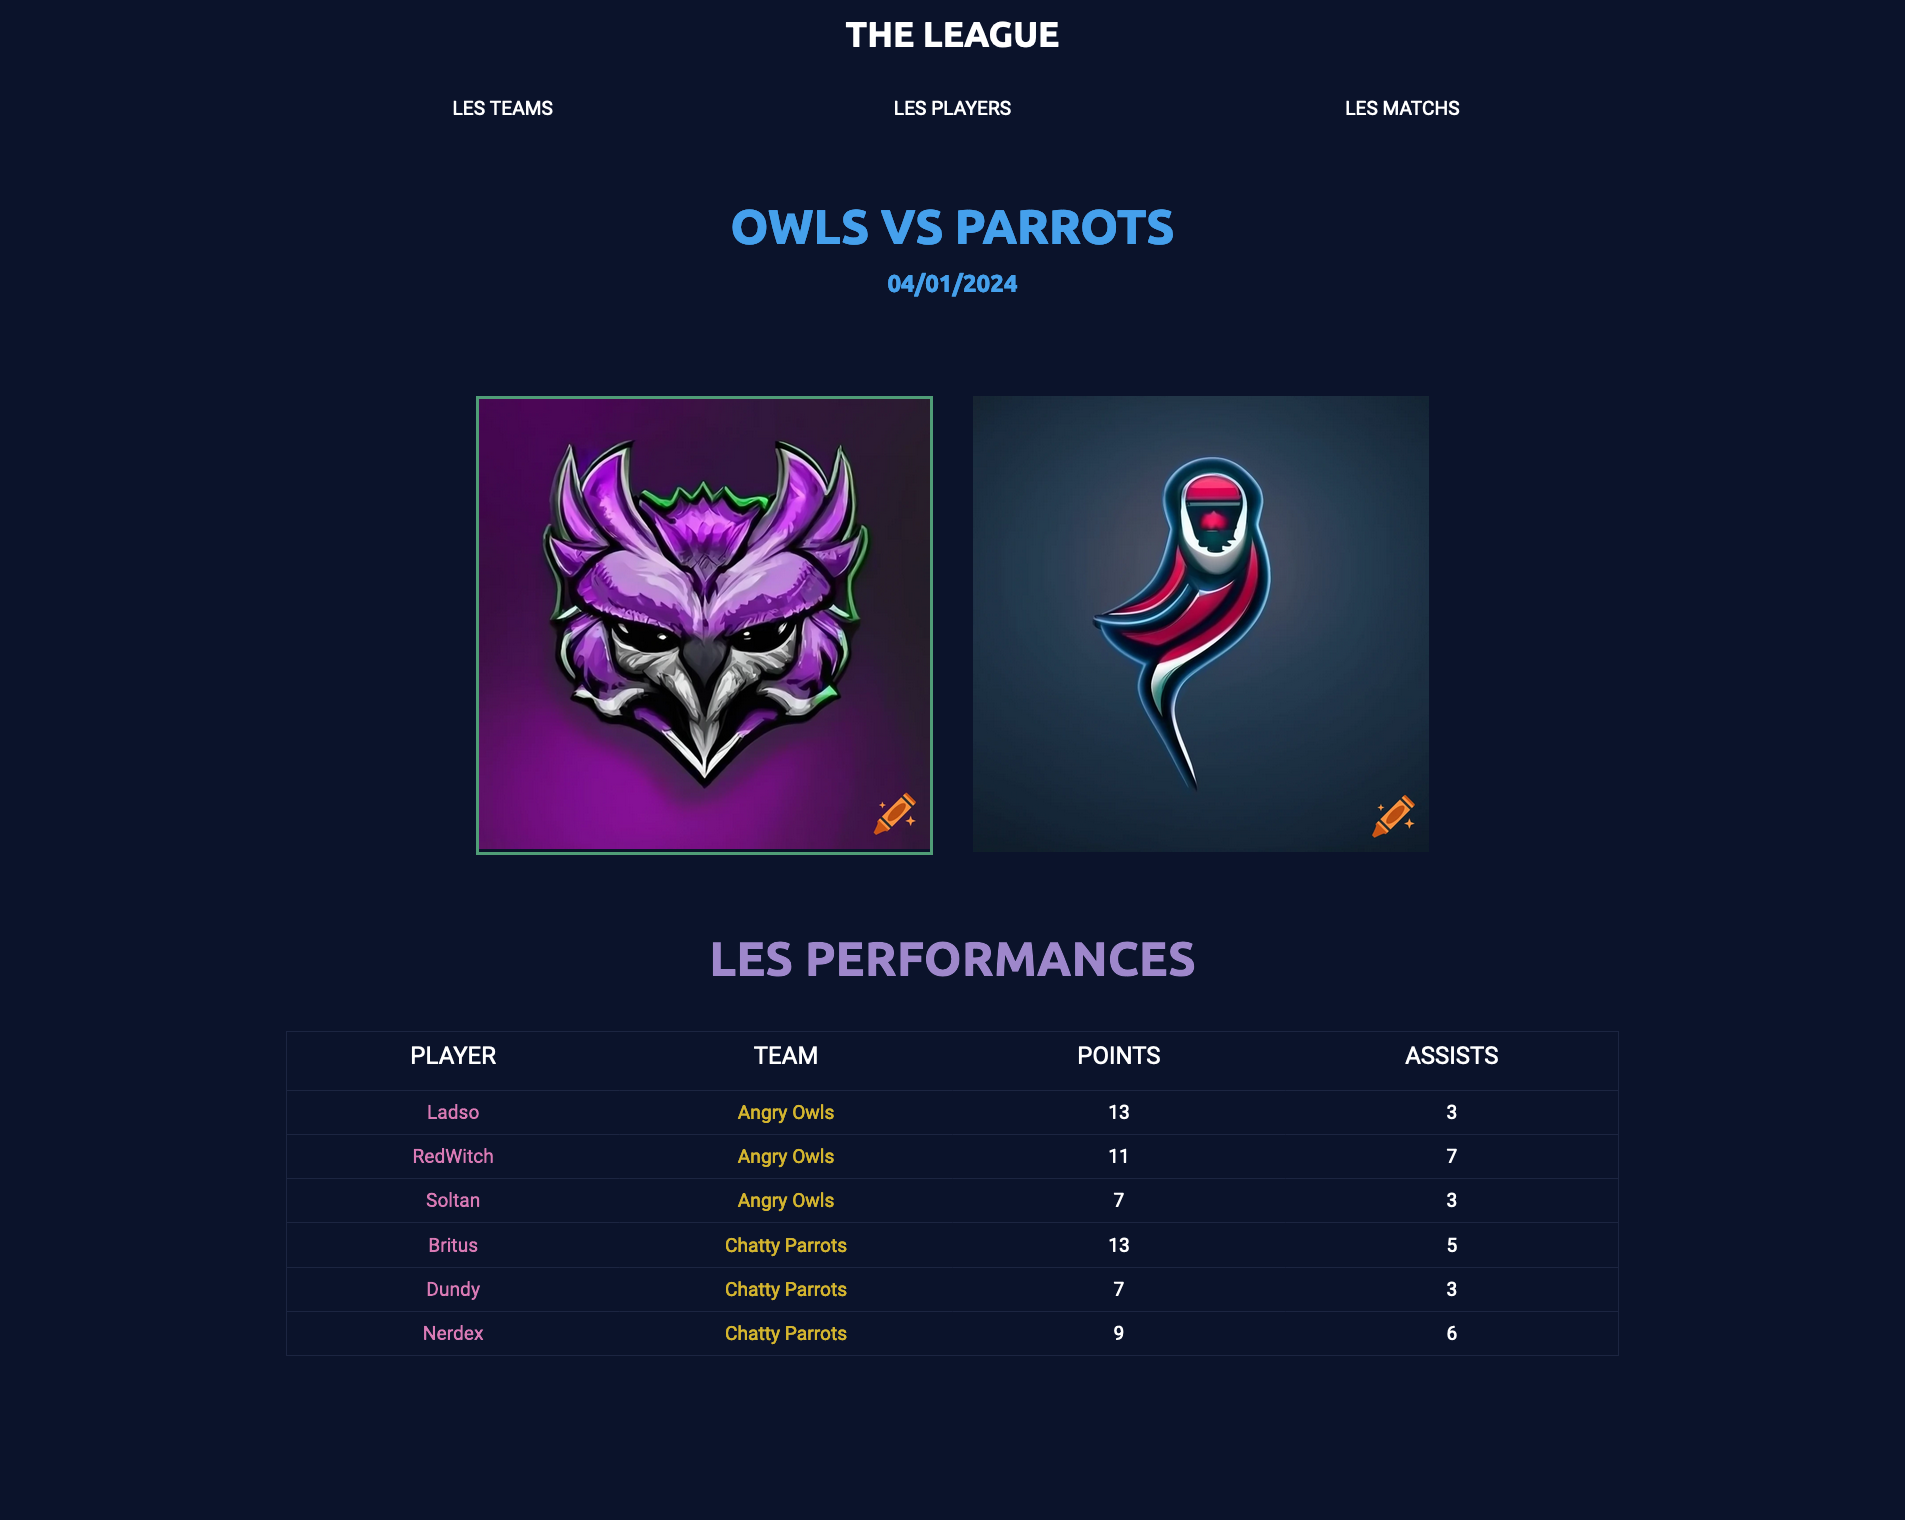 THE LEAGUE
LES TEAMS LES PLAYERS LES MATCHS
OWLS VS PARROTS
04/01/2024
LES PERFORMANCES
PLAYER TEAM POINTS ASSISTS
Ladso Angry Owls 13 3
RedWitch Angry Owls 11 7
Soltan Angry Owls 7 3
Britus Chatty Parrots 13 5
Dundy Chatty Parrots 7 3
Nerdex Chatty Parrots 9 6